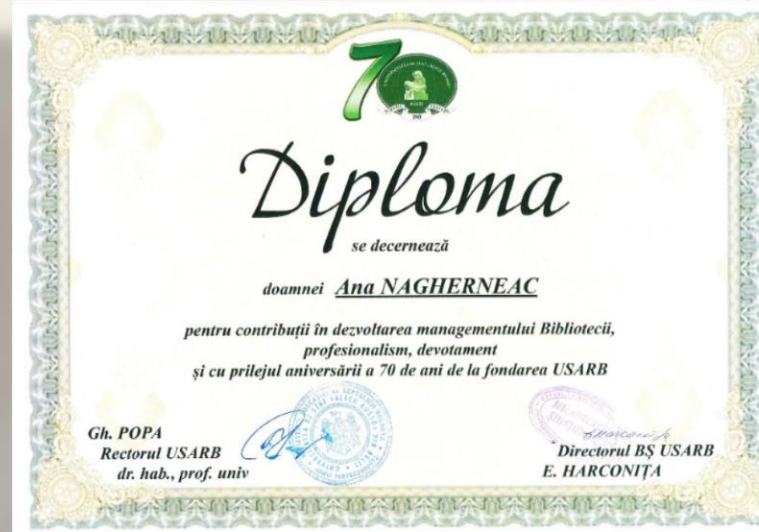 70
Diploma
se decernează
doamnei Ana NAGHERNEAC
pentru contribuții în dezvoltarea managementului Bibliotecii,
profesionalism, devotament
și cu prilejul aniversării a 70 de ani de la fondarea USARB
Gh. POPA
Rectorul USARB
dr. hab., prof. univ
Directorul BȘ USARB
E. HARCONIȚA